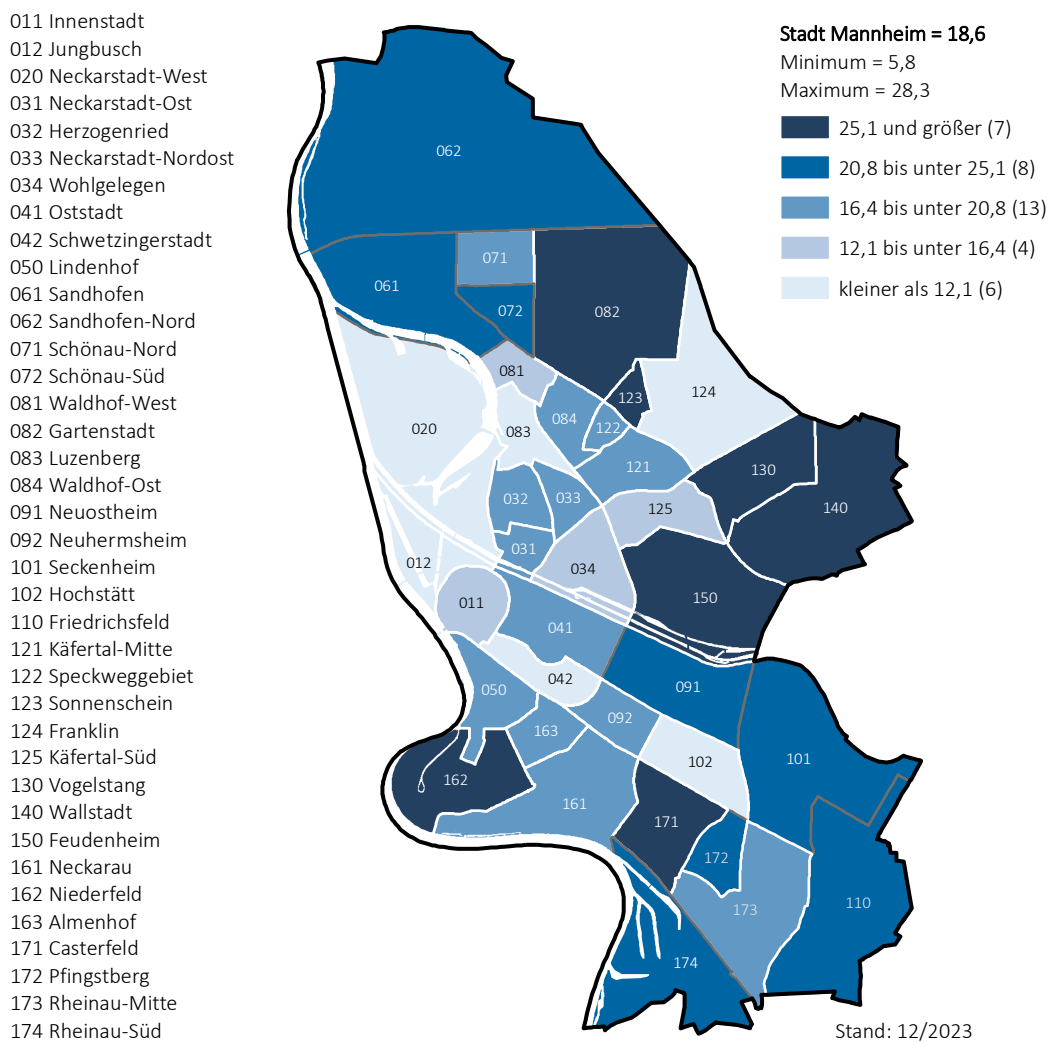 011 Innenstadt
012 Jungbusch
020 Neckarstadt-West
031 Neckarstadt-Ost
032 Herzogenried
033 Neckarstadt-Nordost
034 Wohlgelegen
041 Oststadt
042 Schwetzingerstadt
050 Lindenhof
061 Sandhofen
062 Sandhofen-Nord
071 Schönau-Nord
072 Schönau-Süd
081 Waldhof-West
082 Gartenstadt
083 Luzenberg
084 Waldhof-Ost
091 Neuostheim
092 Neuhermsheim
101 Seckenheim
102 Hochstätt
110 Friedrichsfeld
121 Käfertal-Mitte
122 Speckweggebiet
123 Sonnenschein
124 Franklin
125 Käfertal-Süd
130 Vogelstang
140 Wallstadt
150 Feudenheim
161 Neckarau
162 Niederfeld
163 Almenhof
171 Casterfeld
172 Pfingstberg
173 Rheinau-Mitte
174 Rheinau-Süd
Stadt Mannheim = 18,6
Minimum = 5,8
Maximum = 28,3
25,1 und größer (7)
20,8 bis unter 25,1 (8)
16,4 bis unter 20,8 (13)
12,1 bis unter 16,4 (4)
kleiner als 12,1 (6)
062
071
061
072
082
081
123
124
084
020
083
122
121
130
032
033
125
140
031
012
034
011
150
041
042
050
091
092
163
102
101
162
161
171
172
110
173
174
Stand: 12/2023